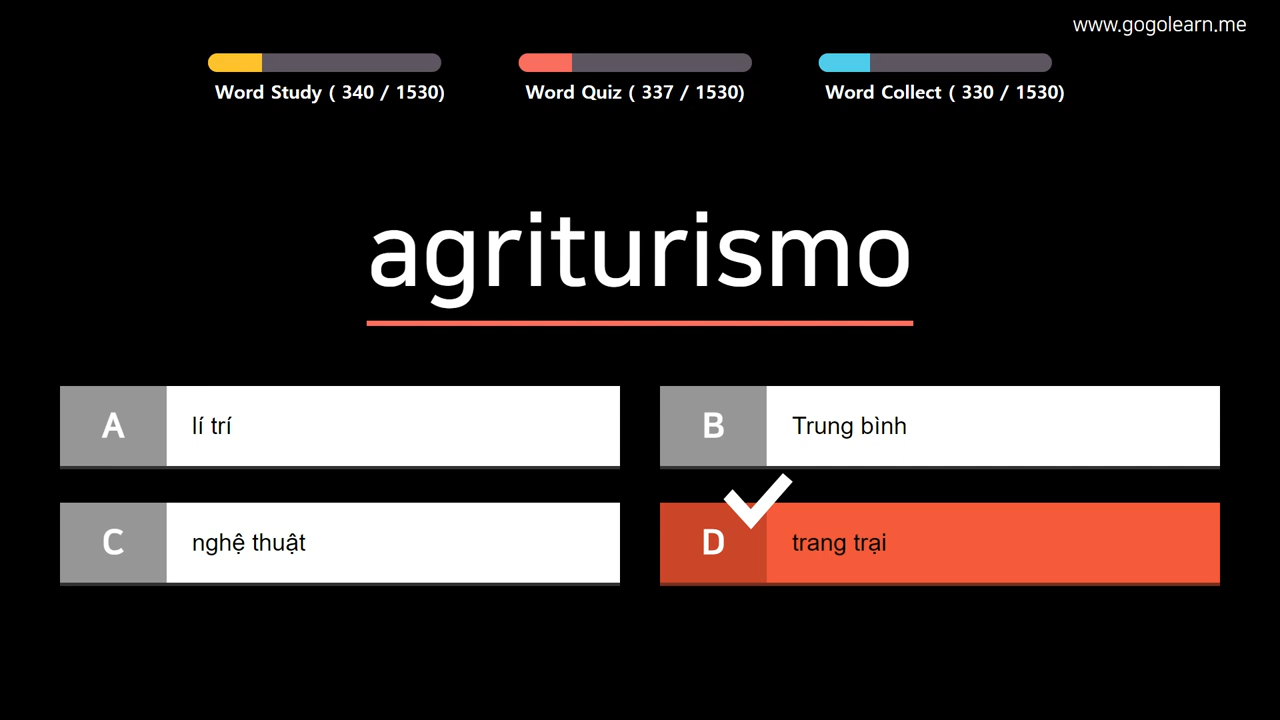 www.gogolearn.me
Word Study ( 340 / 1530)
Word Quiz ( 337 / 1530)
Word Collect ( 330 / 1530)
agriturismo
A
lí trí
B
Trung bình
C
nghệ thuật
D
trang trại